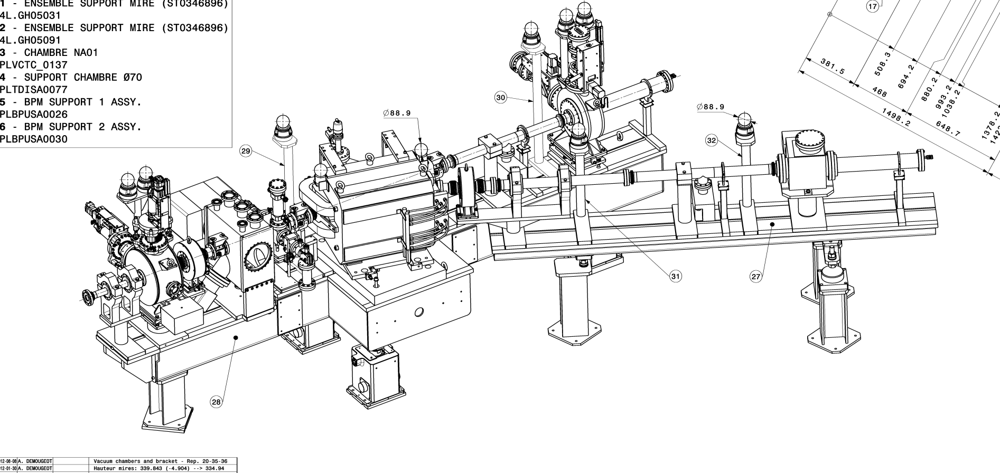 1 - ENSEMBLE SUPPORT MIRE (ST0346896)
4L.GH05031
2 - ENSEMBLE SUPPORT MIRE (ST0346896)
4L.GH05091
3 - CHAMBRE NA01
PLVCTC_0137
4 - SUPPORT CHAMBRE Ø70
PLTDISA0077
5 - BPM SUPPORT 1 ASSY.
PLBPUSA0026
6 - BPM SUPPORT 2 ASSY.
PLBPUSA0030
17
381.5
508.3
694.2
468
880.2
993.2
1038.2
1498.2
648.7
1378.2
30
Ø88.9
Ø88.9
29
32
31
27
28
A. DEMOUGEOT Vacuum chambers and bracket - Rep. 20-35-36
A. DEMOUGEOT Hauteur mires: 339.843 (-4.904) --> 334.94